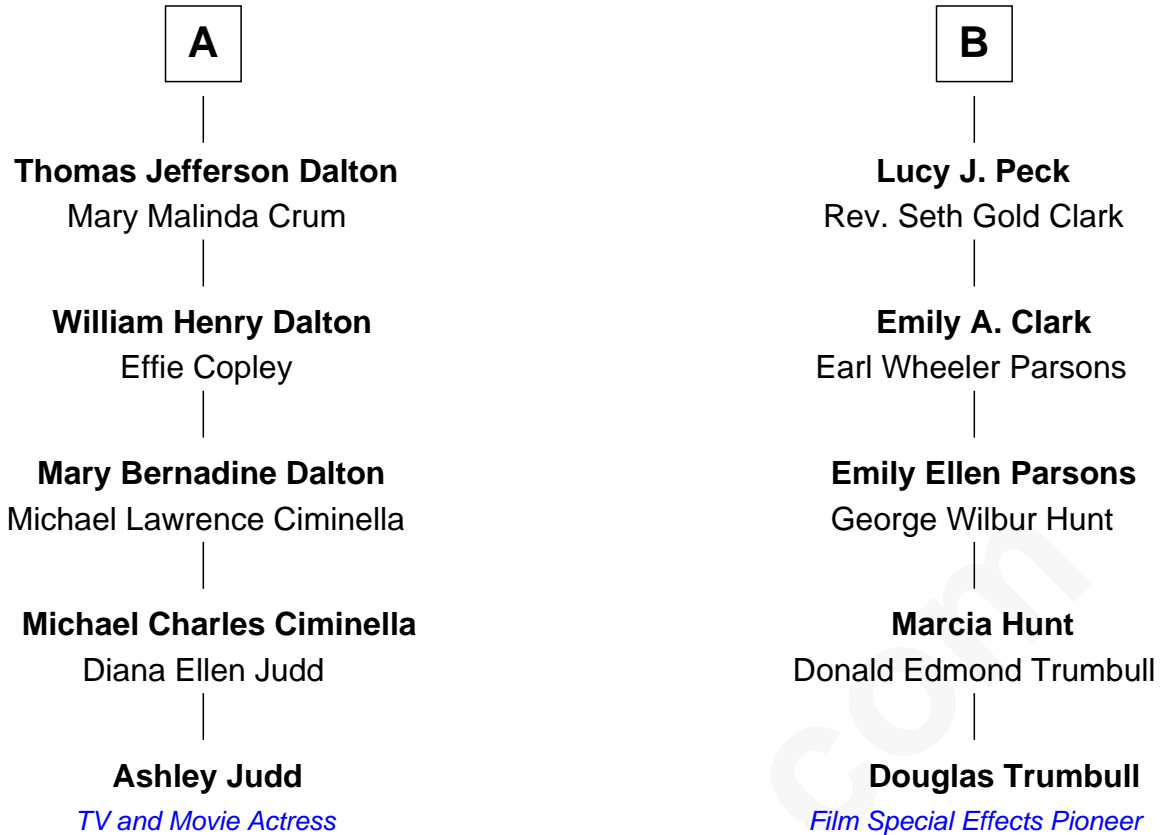 A
Thomas Jefferson Dalton
Mary Malinda Crum
William Henry Dalton
Effie Copley
Mary Bernadine Dalton
Michael Lawrence Ciminella
Michael Charles Ciminella
Diana Ellen Judd
Ashley Judd
TV and Movie Actress
B
Lucy J. Peck
Rev. Seth Gold Clark
Emily A. Clark
Earl Wheeler Parsons
Emily Ellen Parsons
George Wilbur Hunt
Marcia Hunt
Donald Edmond Trumbull
Douglas Trumbull
Film Special Effects Pioneer
com